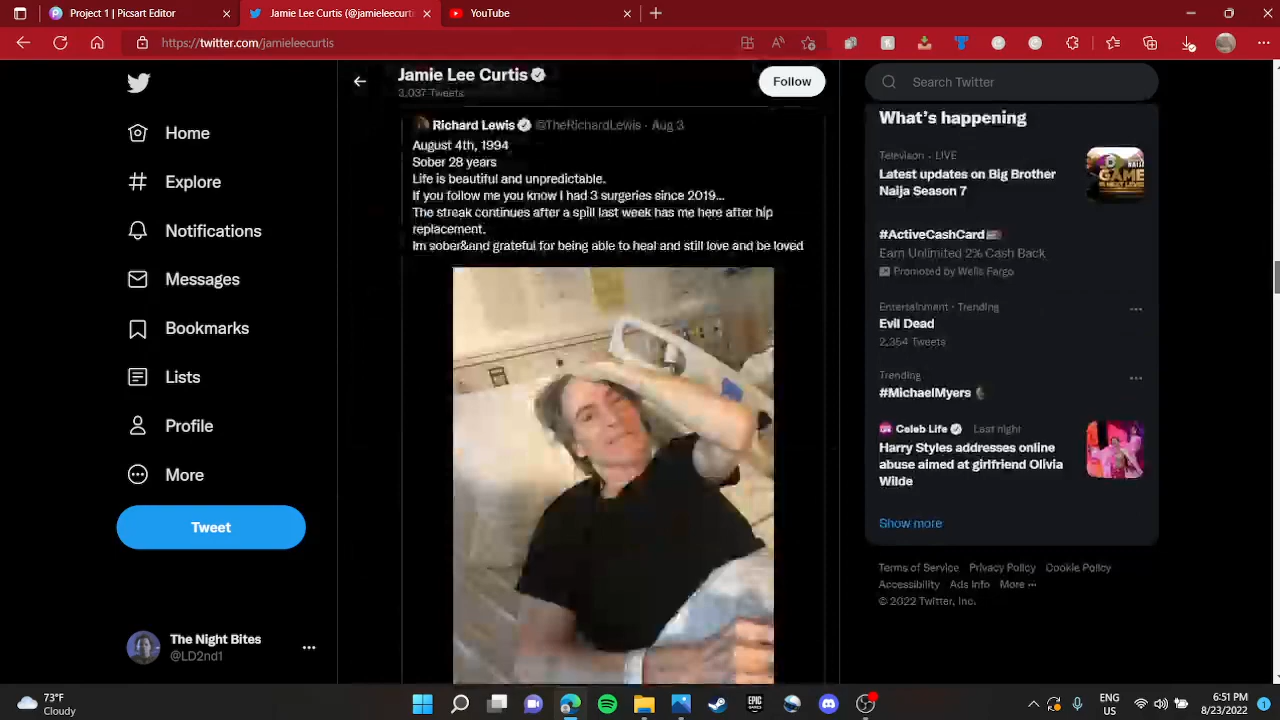 Project 1 | Picsart Editor
Jamie Lee Curtis (@jamieleecurtis
YouTube
https://twitter.com/jamieleecurtis
Jamie Lee Curtis
3,037 Tweets
Follow
Search Twitter
Home
Explore
Notifications
Messages
Bookmarks
Lists
Profile
More
Tweet
The Night Bites
@LD2nd1
Richard Lewis @TheRichardLewis · Aug 3
August 4th, 1994
Sober 28 years
Life is beautiful and unpredictable.
If you follow me you know I had 3 surgeries since 2019...
The streak continues after a spill last week has me here after hip
replacement.
Im sober&and grateful for being able to heal and still love and be loved
What's happening
Television · LIVE
Latest updates on Big Brother
Naija Season 7
#ActiveCashCard
Earn Unlimited 2% Cash Back
Promoted by Wells Fargo
Entertainment · Trending
Evil Dead
2,354 Tweets
Trending
#MichaelMyers
Celeb Life Last night
Harry Styles addresses online
abuse aimed at girlfriend Olivia
Wilde
Show more
Terms of Service Privacy Policy Cookie Policy
Accessibility Ads Info More ···
© 2022 Twitter, Inc.
73°F
Cloudy
EPIC
GAMES
ENG
US
6:51 PM
8/23/2022